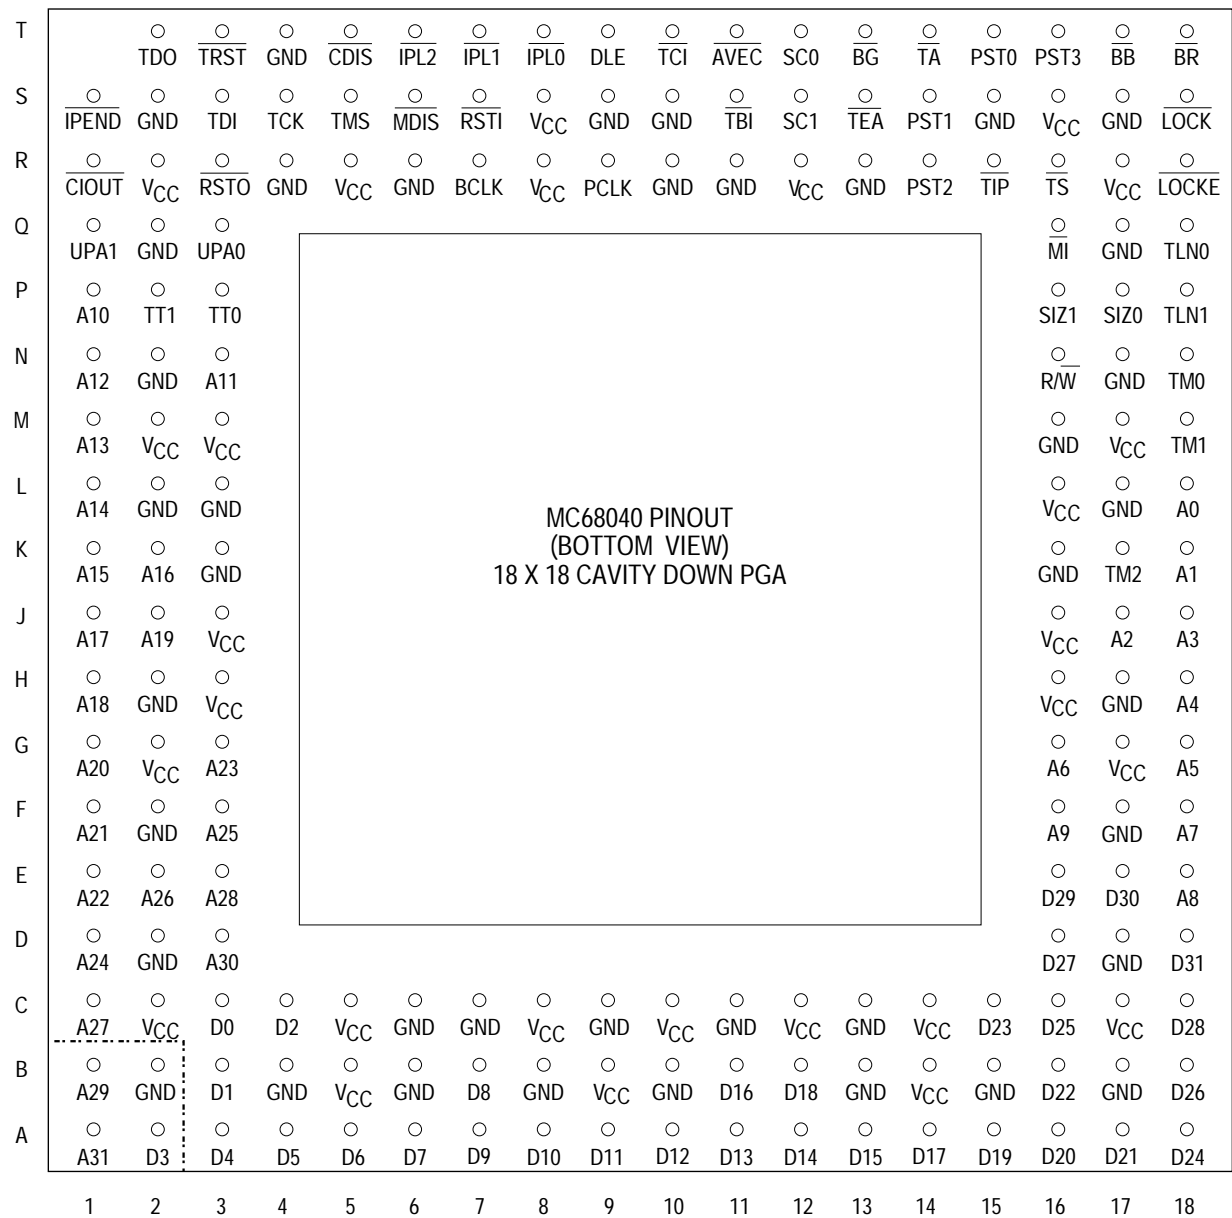 T
TDO TRST GND CDIS IPL2 IPL1 IPL0 DLE TCI AVEC SC0 BG TA PST0 PST3 BB BR
S
IPEND GND TDI TCK TMS MDIS RSTI VCC GND GND TBI SC1 TEA PST1 GND VCC GND LOCK
R
CIOUT VCC RSTO GND VCC GND BCLK VCC PCLK GND GND VCC GND PST2 TIP TS VCC LOCKE
Q
UPA1 GND UPA0 MI GND TLN0
P
A10 TT1 TT0 SIZ1 SIZ0 TLN1
N
A12 GND A11 R/W GND TM0
M
A13 VCC VCC GND VCC TM1
L
A14 GND GND VCC GND A0
MC68040 PINOUT
(BOTTOM VIEW)
18 X 18 CAVITY DOWN PGA
K
A15 A16 GND GND TM2 A1
J
A17 A19 VCC VCC A2 A3
H
A18 GND VCC VCC GND A4
G
A20 VCC A23 A6 VCC A5
F
A21 GND A25 A9 GND A7
E
A22 A26 A28 D29 D30 A8
D
A24 GND A30 D27 GND D31
C
A27 VCC D0 D2 VCC GND GND VCC GND VCC GND VCC GND VCC D23 D25 VCC D28
B
A29 GND D1 GND VCC GND D8 GND VCC GND D16 D18 GND VCC GND D22 GND D26
A
A31 D3 D4 D5 D6 D7 D9 D10 D11 D12 D13 D14 D15 D17 D19 D20 D21 D24
1 2 3 4 5 6 7 8 9 10 11 12 13 14 15 16 17 18